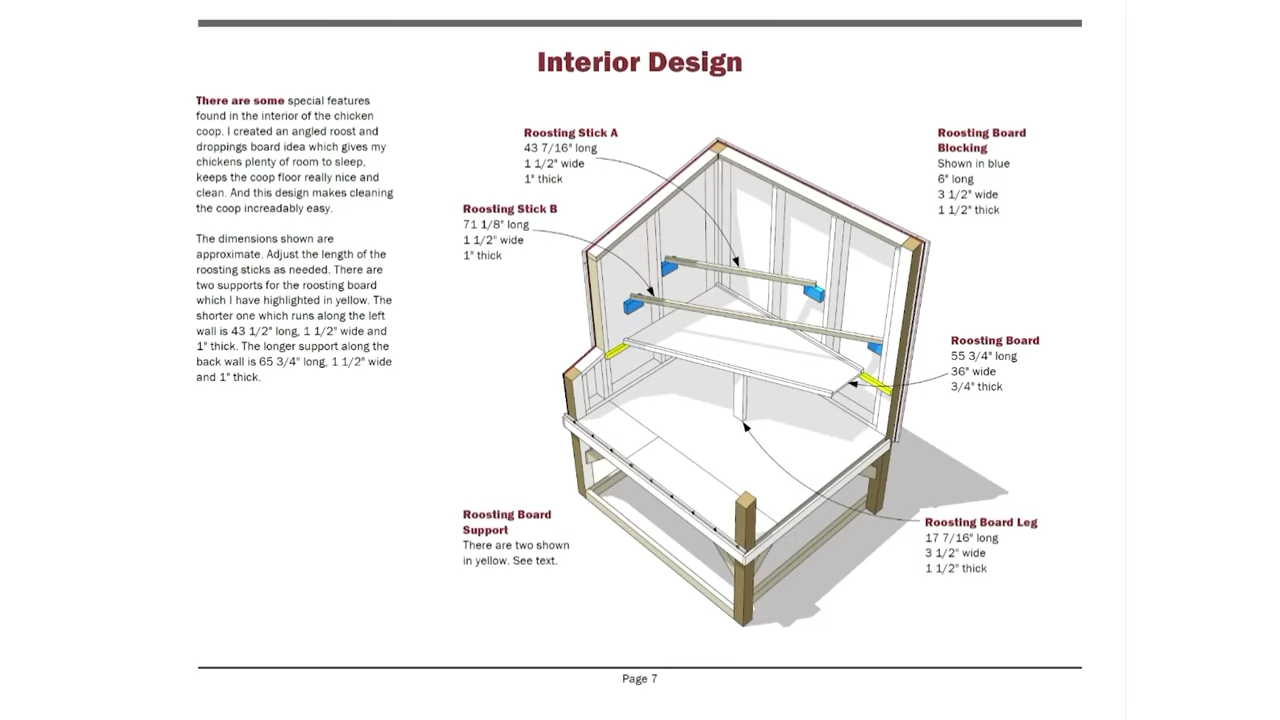 Interior Design
There are some special features
found in the interior of the chicken
coop. I created an angled roost and
droppings board idea which gives my
chickens plenty of room to sleep,
keeps the coop floor really nice and
clean. And this design makes cleaning
the coop increadably easy.
The dimensions shown are
approximate. Adjust the length of the
roosting sticks as needed. There are
two supports for the roosting board
which I have highlighted in yellow. The
shorter one which runs along the left
wall is 43 1/2" long, 1 1/2" wide and
1" thick. The longer support along the
back wall is 65 3/4" long, 1 1/2" wide
and 1" thick.
Roosting Stick A
43 7/16" long
1 1/2" wide
1" thick
Roosting Stick B
71 1/8" long
1 1/2" wide
1" thick
Roosting Board
Blocking
Shown in blue
6" long
3 1/2" wide
1 1/2" thick
Roosting Board
55 3/4" long
36" wide
3/4" thick
Roosting Board
Support
There are two shown
in yellow. See text.
Roosting Board Leg
17 7/16" long
3 1/2" wide
1 1/2" thick
Page 7